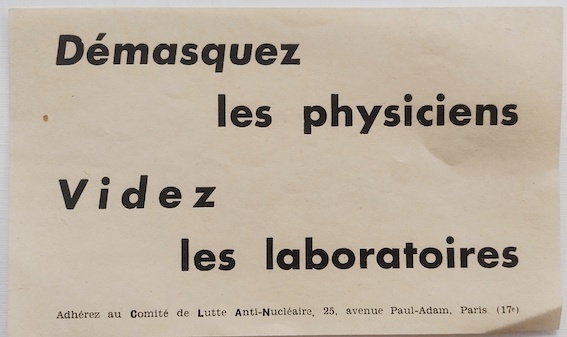 Démasquez
les physiciens
Videz
les laboratoires
Adhérez au Comité de Lutte Anti-Nucléaire, 25, avenue Paul-Adam, Paris (17e)